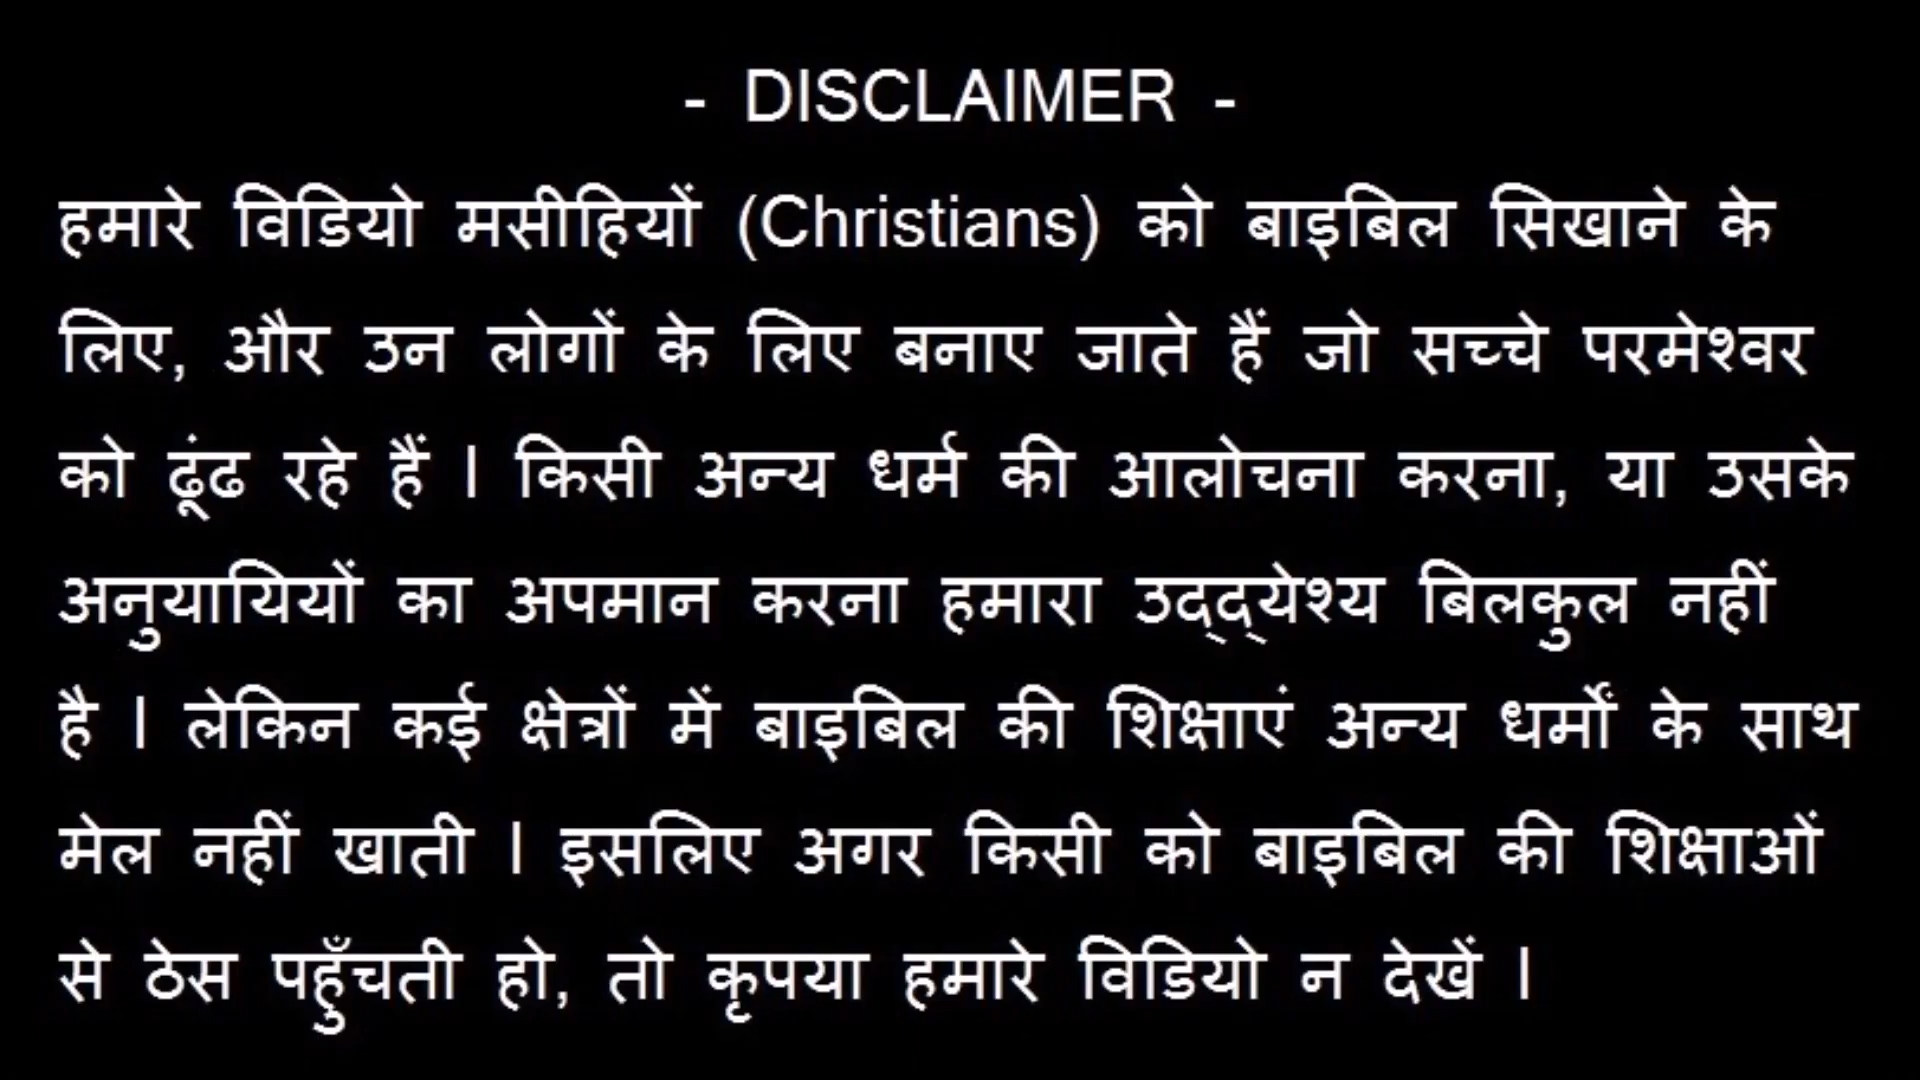 - DISCLAIMER -
हमारे विडियो मसीहियों (Christians) को बाइबिल सिखाने के
लिए, और उन लोगों के लिए बनाए जाते हैं जो सच्चे परमेश्वर
को ढूंढ रहे हैं । किसी अन्य धर्म की आलोचना करना, या उसके
अनुयायियों का अपमान करना हमारा उद्द्येश्य बिलकुल नहीं
है । लेकिन कई क्षेत्रों में बाइबिल की शिक्षाएं अन्य धर्मों के साथ
मेल नहीं खाती । इसलिए अगर किसी को बाइबिल की शिक्षाओं
से ठेस पहुँचती हो, तो कृपया हमारे विडियो न देखें ।